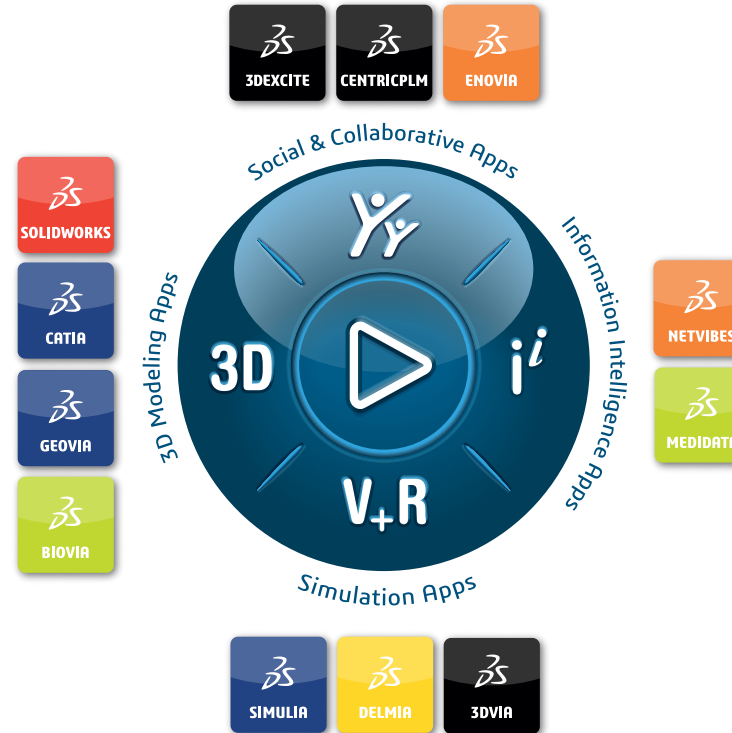 3DEXCITE
CENTRICPLM
ENOVIA
Social & Collaborative Apps
SOLIDWORKS
CATIA
GEOVIA
BIOVIA
3D Modeling Apps
3D
i i
V+R
Information Intelligence Apps
NETVIBES
MEDIDATA
Simulation Apps
SIMULIA
DELMIA
3DVIA